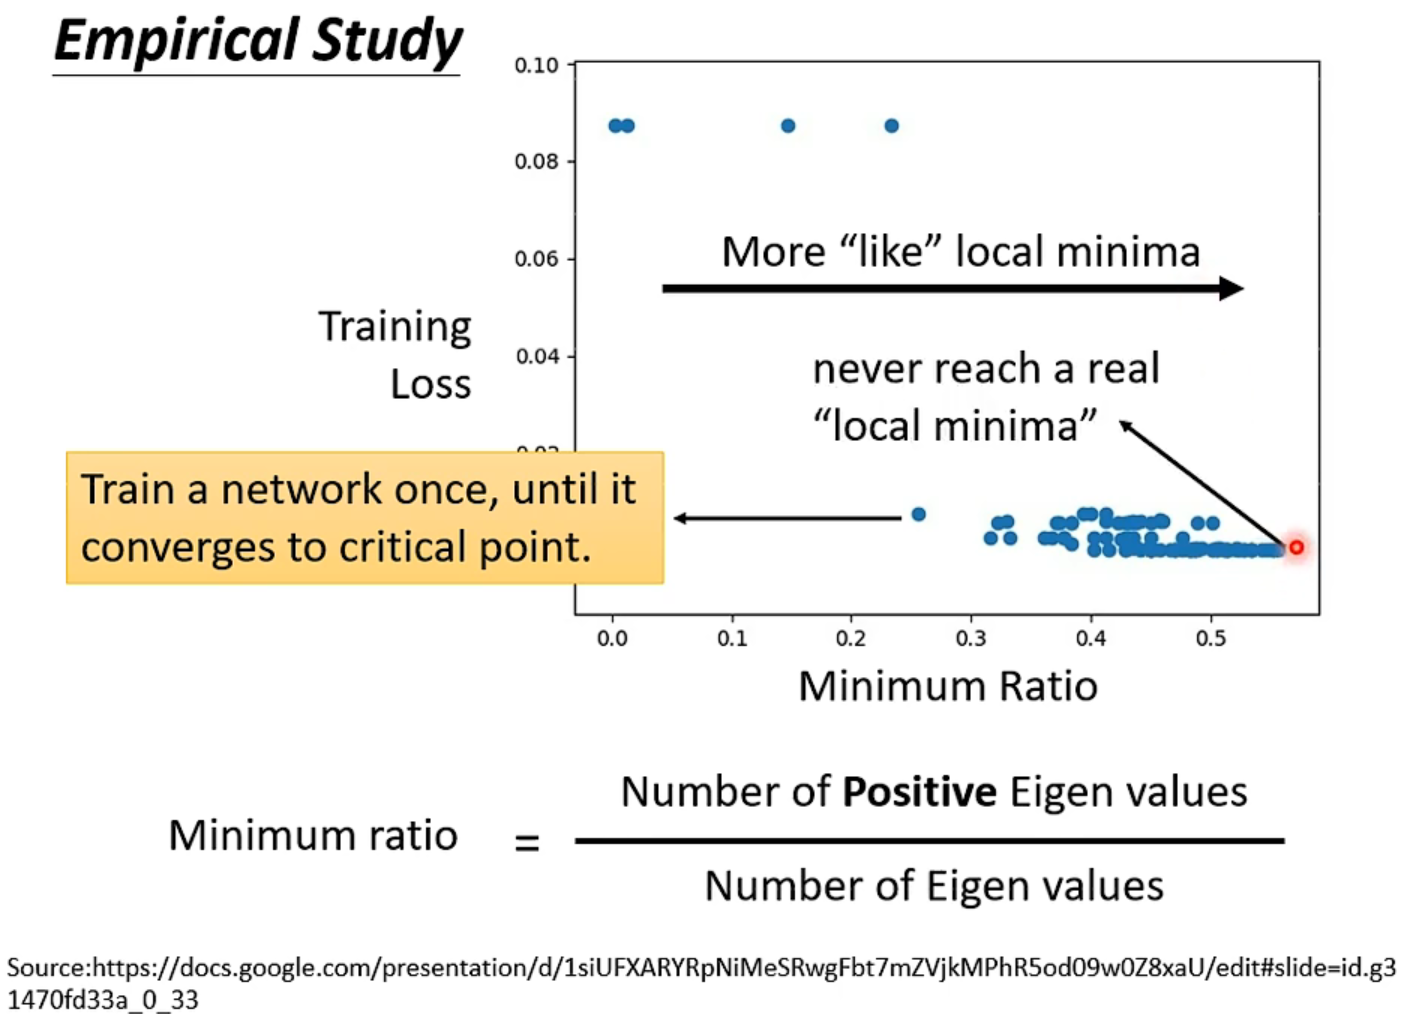 Empirical Study
0.10
0.08
0.06
0.04
More “like” local minima
never reach a real
“local minima”
Training
Loss
Train a network once, until it
converges to critical point.
0.0 0.1 0.2 0.3 0.4 0.5
Minimum Ratio
Minimum ratio = Number of Positive Eigen values
Number of Eigen values
Source:https://docs.google.com/presentation/d/1siUFXARYRpNiMeSRwgFbt7mZVjkMPhR5od09w0Z8xaU/edit#slide=id.g3
1470fd33a_0_33